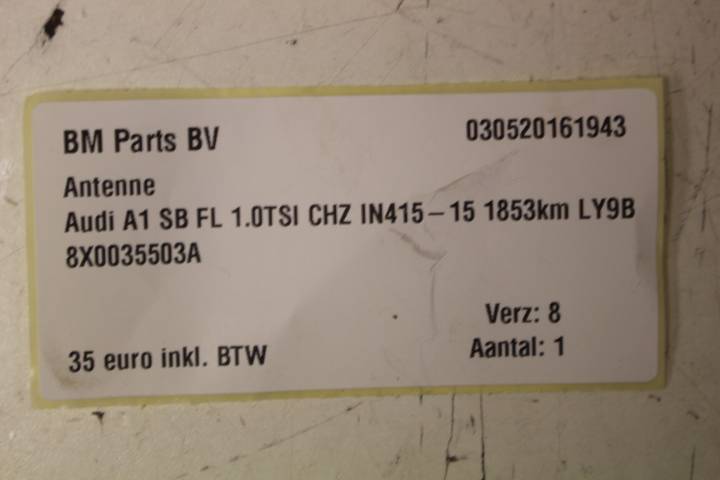 BM Parts BV 030520161943
Antenne
Audi A1 SB FL 1.0TSI CHZ IN415-15 1853km LY9B
8X0035503A
Verz: 8
35 euro inkl. BTW Aantal: 1